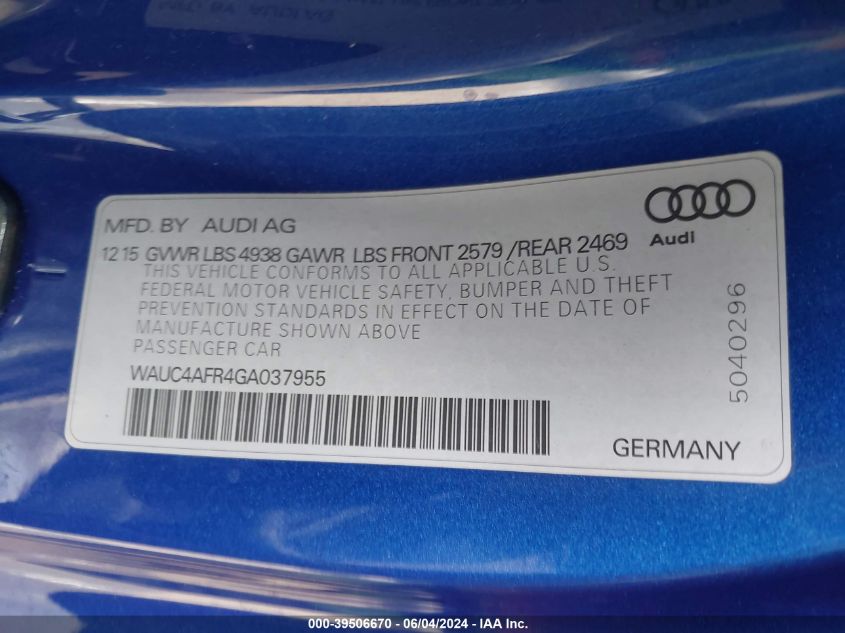 MFD. BY AUDI AG
12 15 GVWR LBS 4938 GAWR LBS FRONT 2579 /REAR 2469
THIS VEHICLE CONFORMS TO ALL APPLICABLE U.S.
FEDERAL MOTOR VEHICLE SAFETY, BUMPER AND THEFT
PREVENTION STANDARDS IN EFFECT ON THE DATE OF
MANUFACTURE SHOWN ABOVE
PASSENGER CAR
WAUC4AFR4GA037955
Audi
5040296
GERMANY
000-39506670 - 06/04/2024 - IAA Inc.